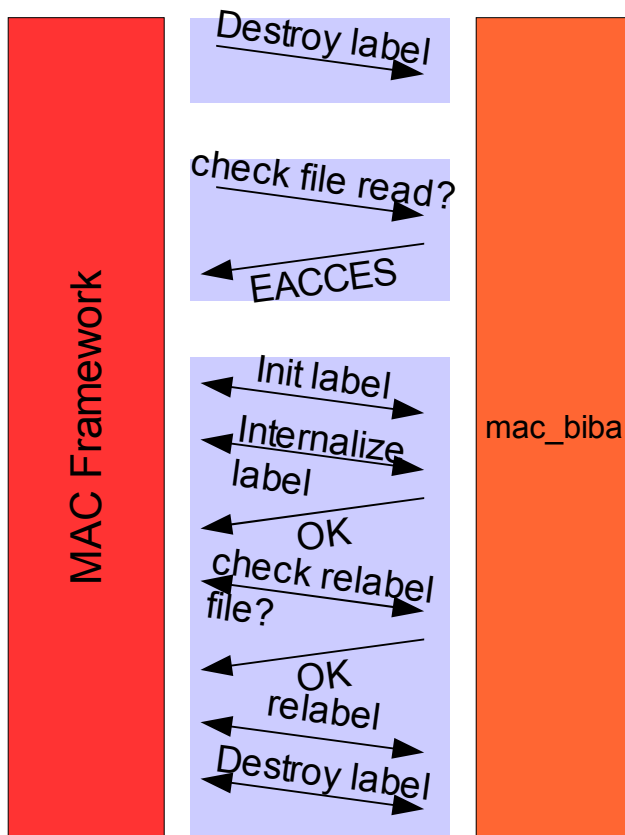 MAC Framework
Destroy label
check file read?
EACCES
Init label
Internalize
label
OK
check relabel
file?
OK
relabel
Destroy label
mac_biba